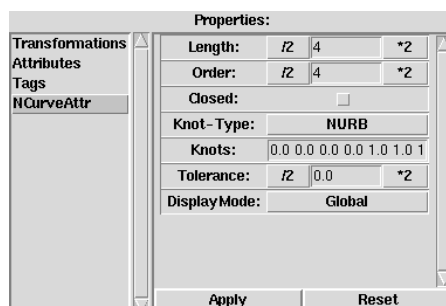 Properties:
Transformations
Attributes
Tags
NCurveAttr
Length: /2 4 *2
Order: /2 4 *2
Closed:
Knot-Type: NURB
Knots: 0.0 0.0 0.0 0.0 1.0 1.0 1
Tolerance: /2 0.0 *2
DisplayMode: Global
Apply Reset